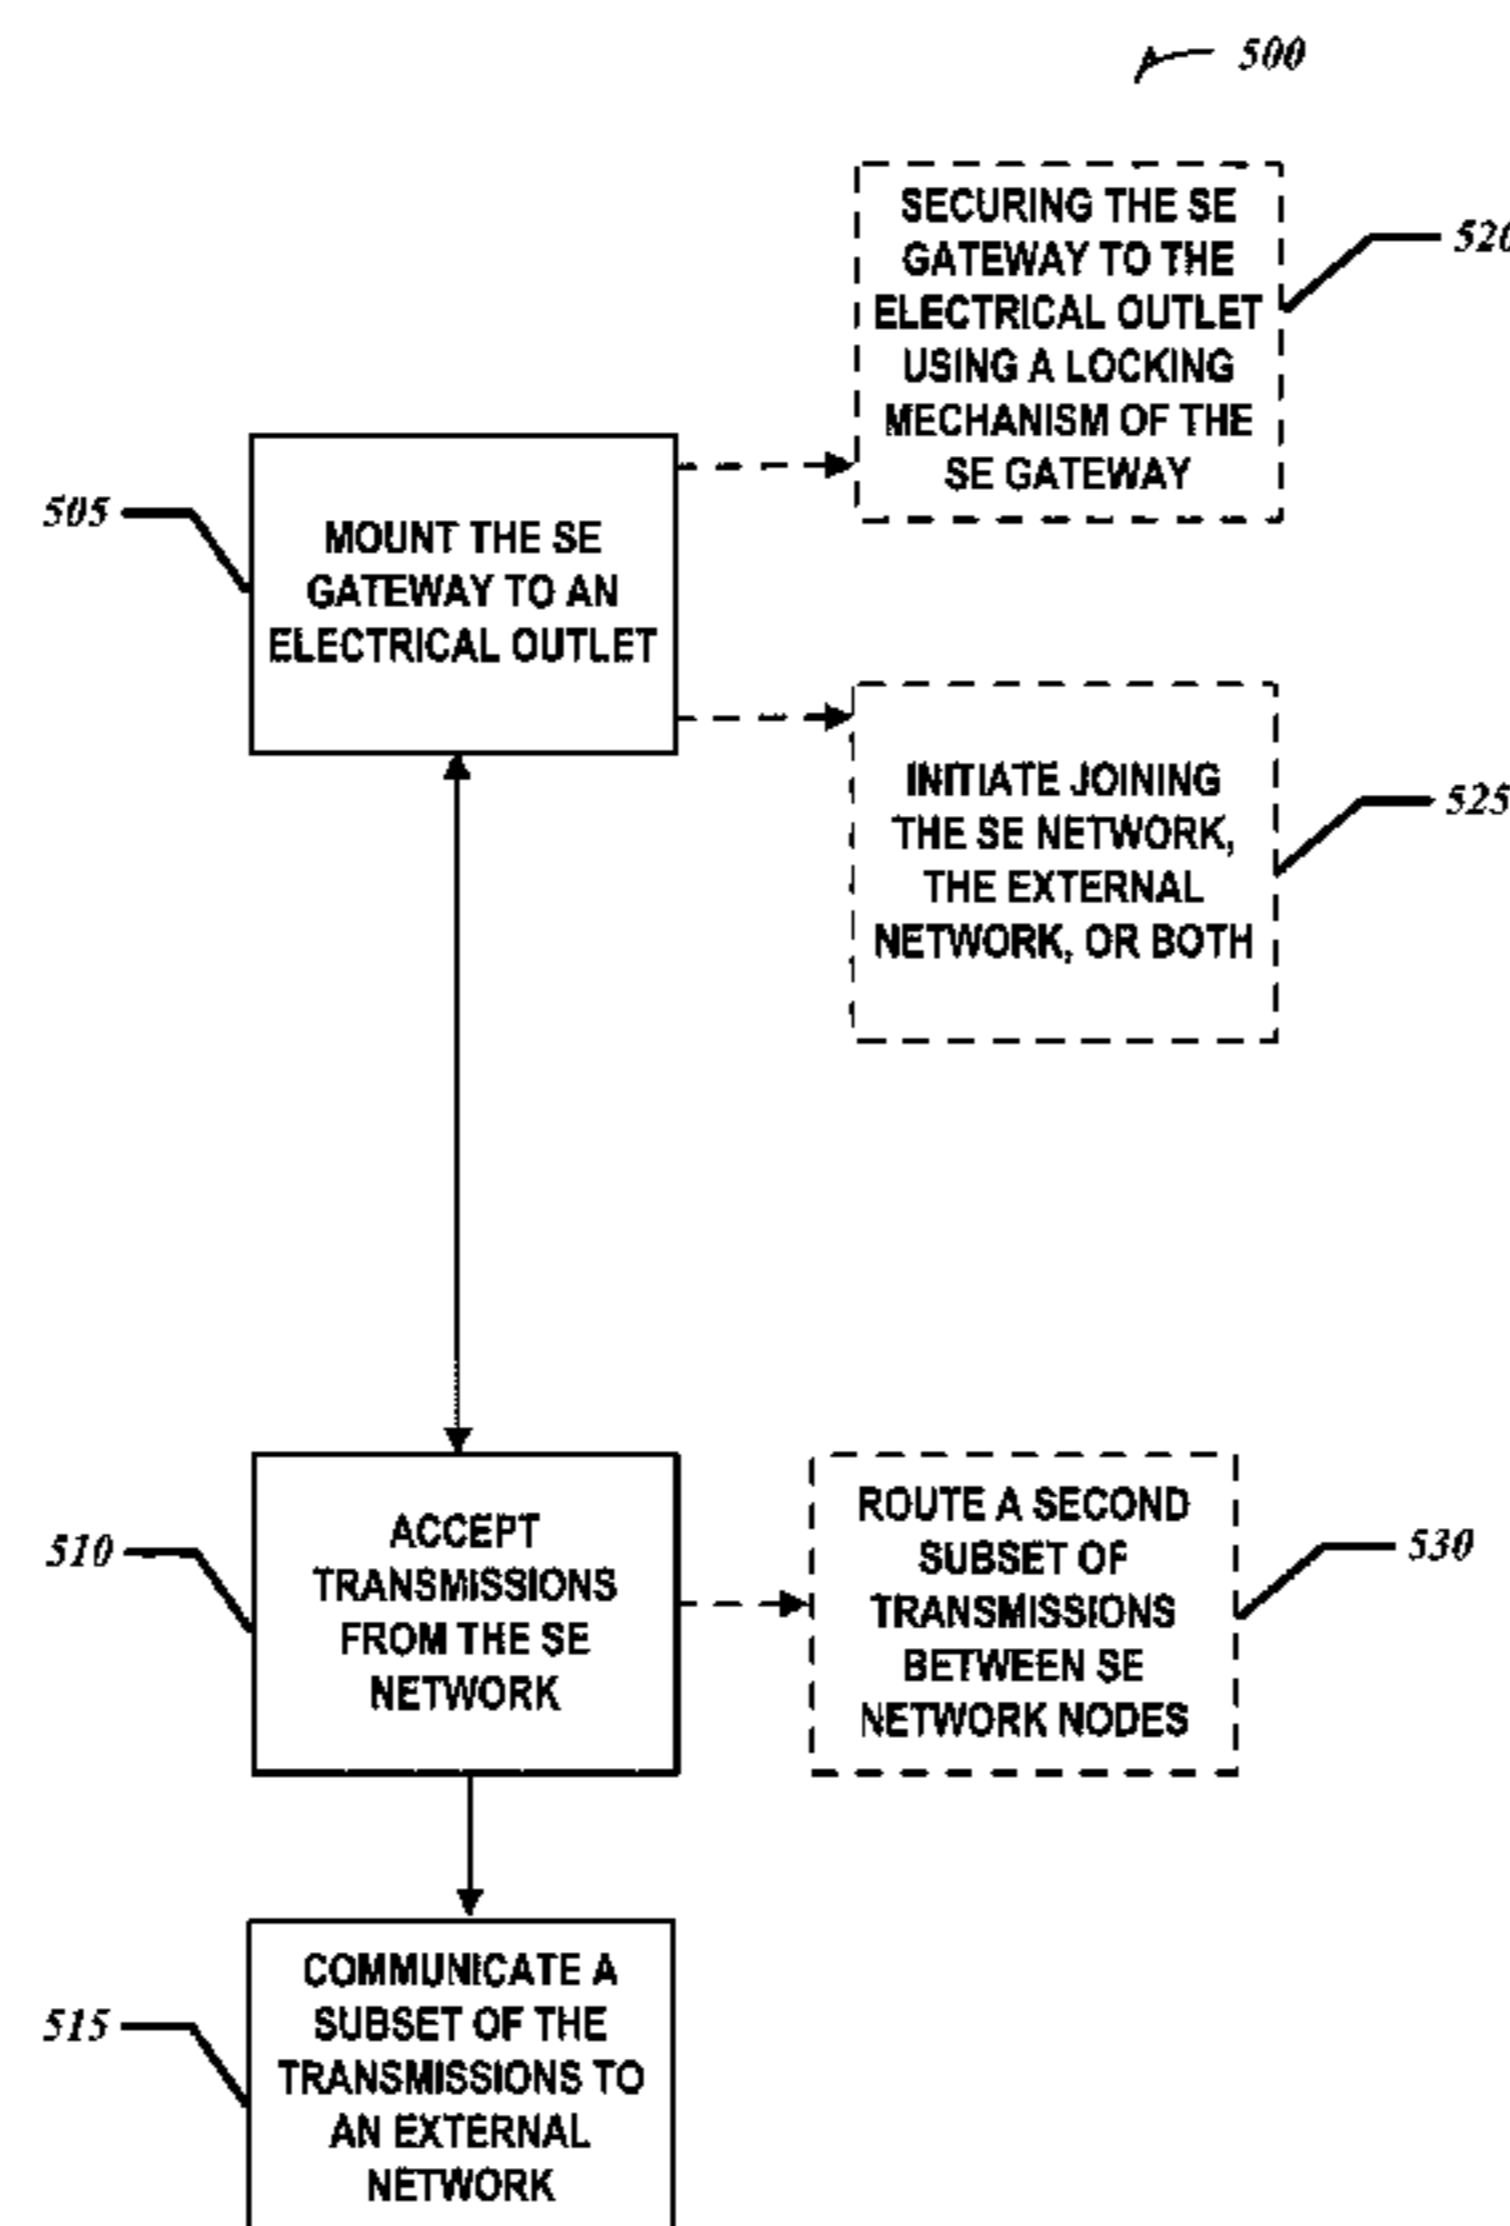 500
SECURING THE SE
GATEWAY TO THE
ELECTRICAL OUTLET
USING A LOCKING
MECHANISM OF THE
SE GATEWAY
520
505
MOUNT THE SE
GATEWAY TO AN
ELECTRICAL OUTLET
INITIATE JOINING
THE SE NETWORK,
THE EXTERNAL
NETWORK, OR BOTH
525
510
ACCEPT
TRANSMISSIONS
FROM THE SE
NETWORK
ROUTE A SECOND
SUBSET OF
TRANSMISSIONS
BETWEEN SE
NETWORK NODES
530
515
COMMUNICATE A
SUBSET OF THE
TRANSMISSIONS TO
AN EXTERNAL
NETWORK